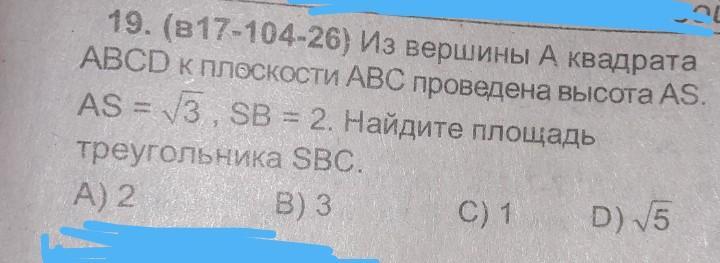 19. (в17-104-26) Из вершины А квадрата
ABCD к плоскости ABC проведена высота AS.
AS = √3 , SB = 2. Найдите площадь
треугольника SBC.
A) 2 B) 3 C) 1 D) √5